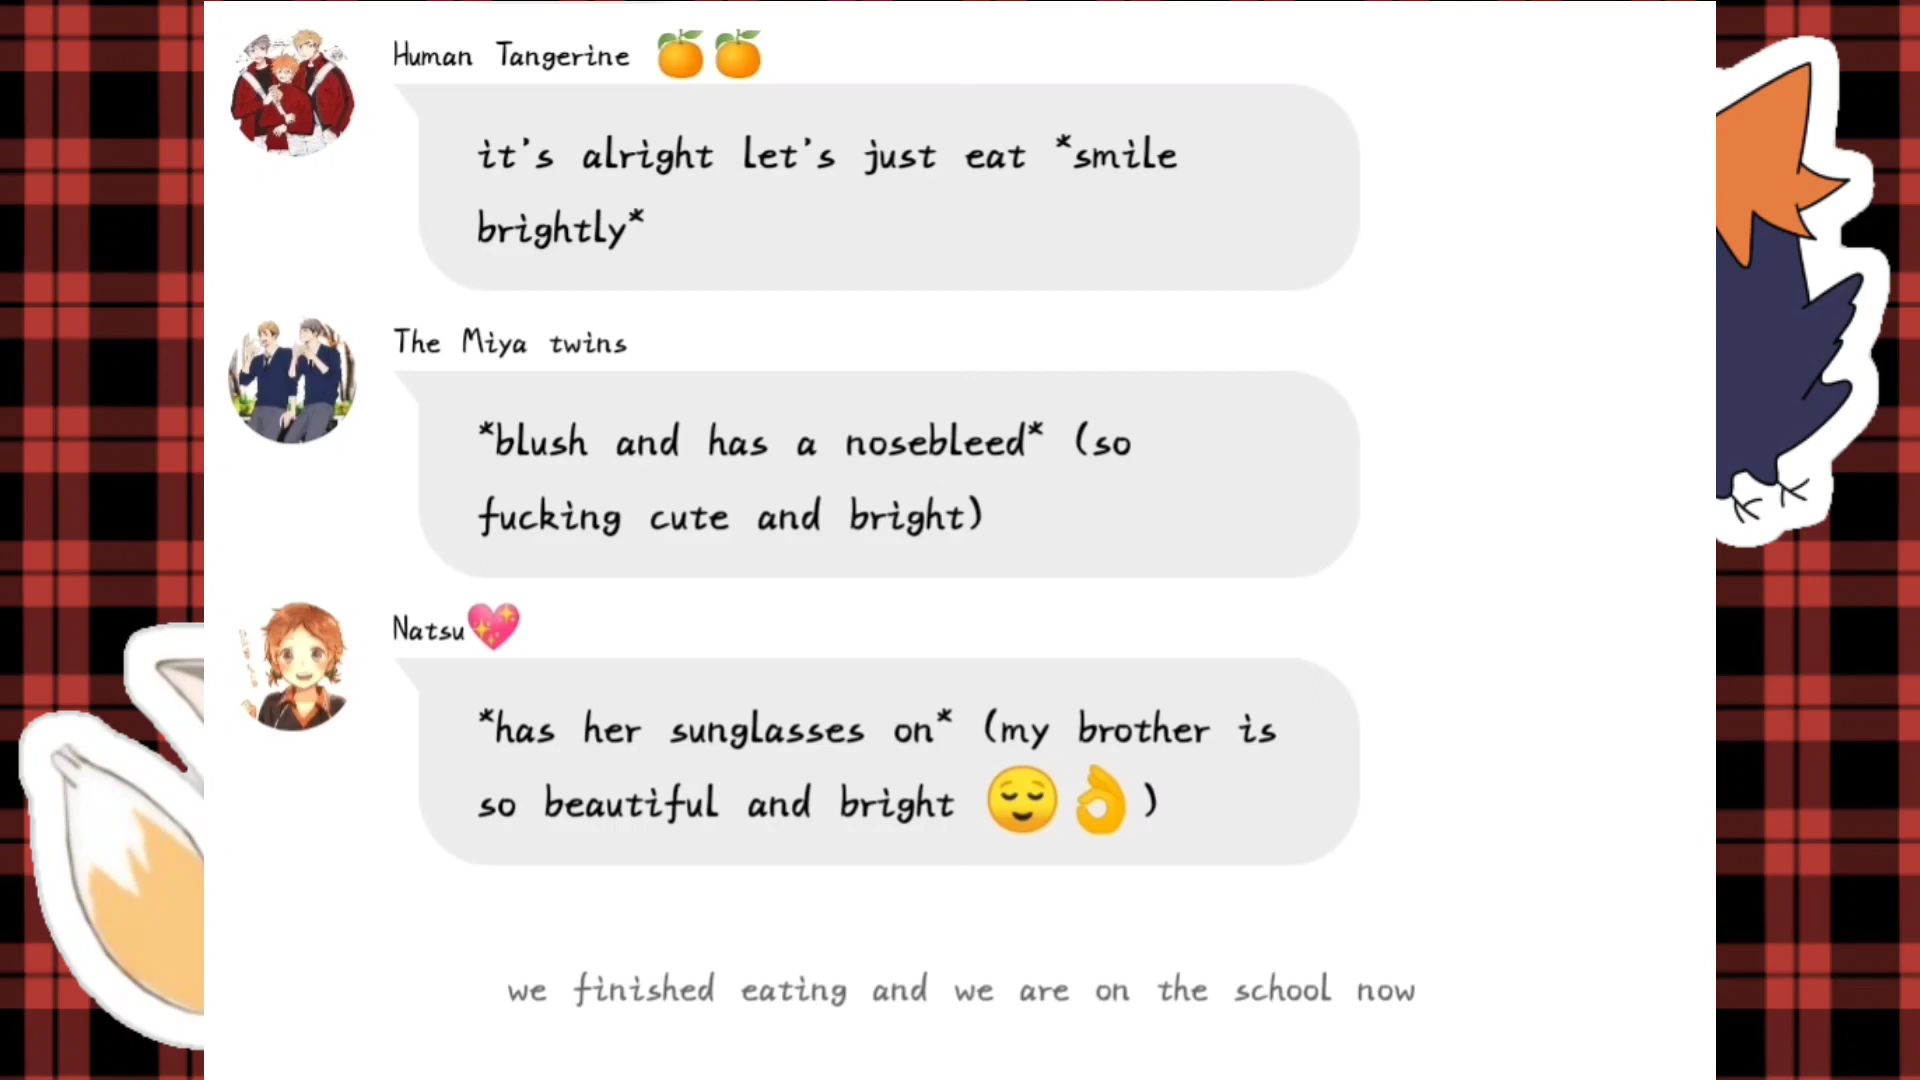 Human Tangerine 🍊🍊
it's alright let's just eat *smile
brightly*
The Miya twins
*blush and has a nosebleed* (so
fucking cute and bright)
Natsu💖
*has her sunglasses on* (my brother is
so beautiful and bright 😌👌)
we finished eating and we are on the school now